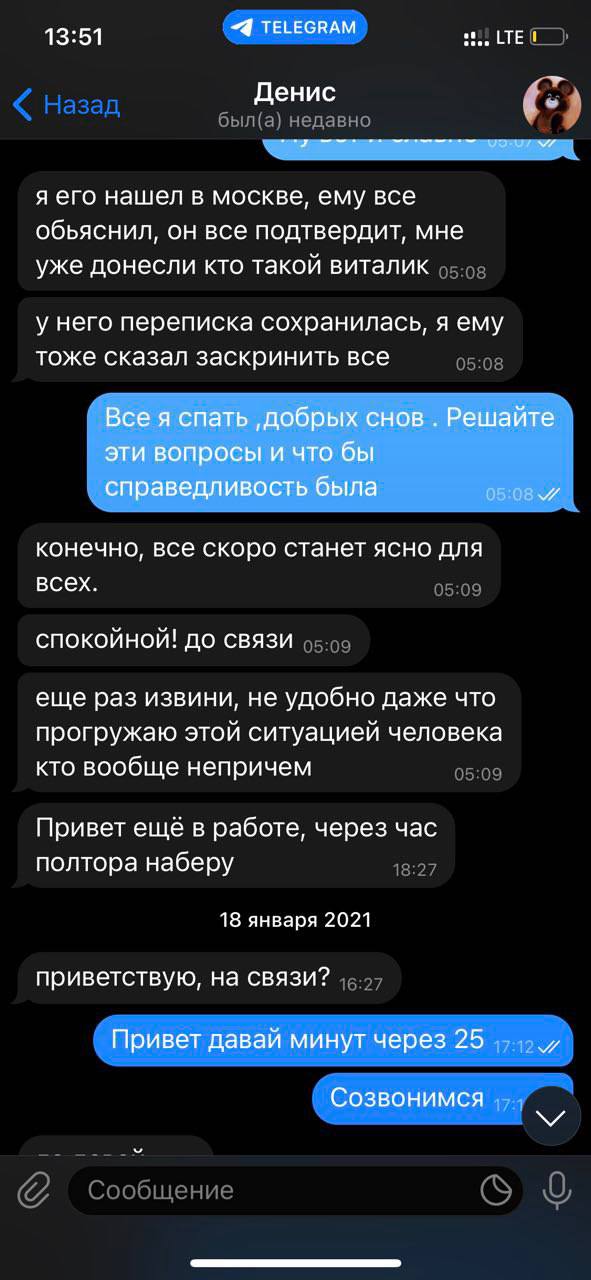 13:51
TELEGRAM
LTE
Назад
Денис
был(а) недавно
05:07
я его нашел в москве, ему все
обьяснил, он все подтвердит, мне
уже донесли кто такой виталик 05:08
у него переписка сохранилась, я ему
тоже сказал заскринить все 05:08
Все я спать ,добрых снов . Решайте
эти вопросы и что бы
справедливость была 05:08
конечно, все скоро станет ясно для
всех. 05:09
спокойной! до связи 05:09
еще раз извини, не удобно даже что
прогружаю этой ситуацией человека
кто вообще непричем 05:09
Привет ещё в работе, через час
полтора наберу 18:27
18 января 2021
приветствую, на связи? 16:27
Привет давай минут через 25 17:12
Созвонимся
Сообщение